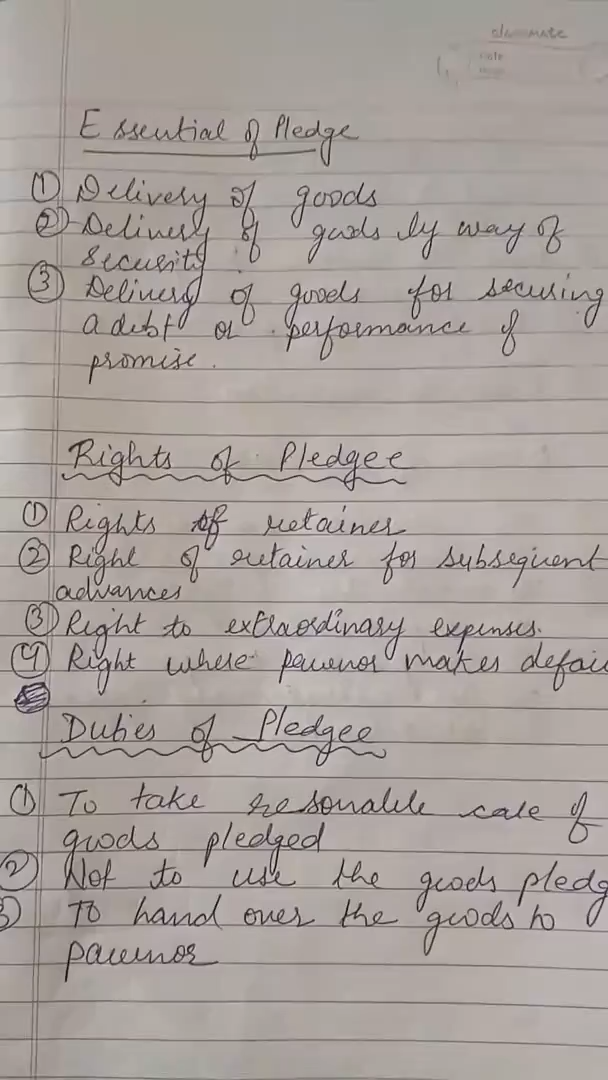 classmate
Date
Page
Essential of Pledge
① Delivery of goods
② Delivery of goods by way of
security.
③ Delivery of goods for securing
a debt or performance of
promise.
Rights of Pledgee
① Rights of retainer
② Right of retainer for subsequent
advances
③ Right to extraordinary expenses.
④ Right where pawnor makes defau
Duties of Pledgee
① To take resonable care of
goods pledged
② Not to use the goods pledg
3) To hand over the goods to
pawnor